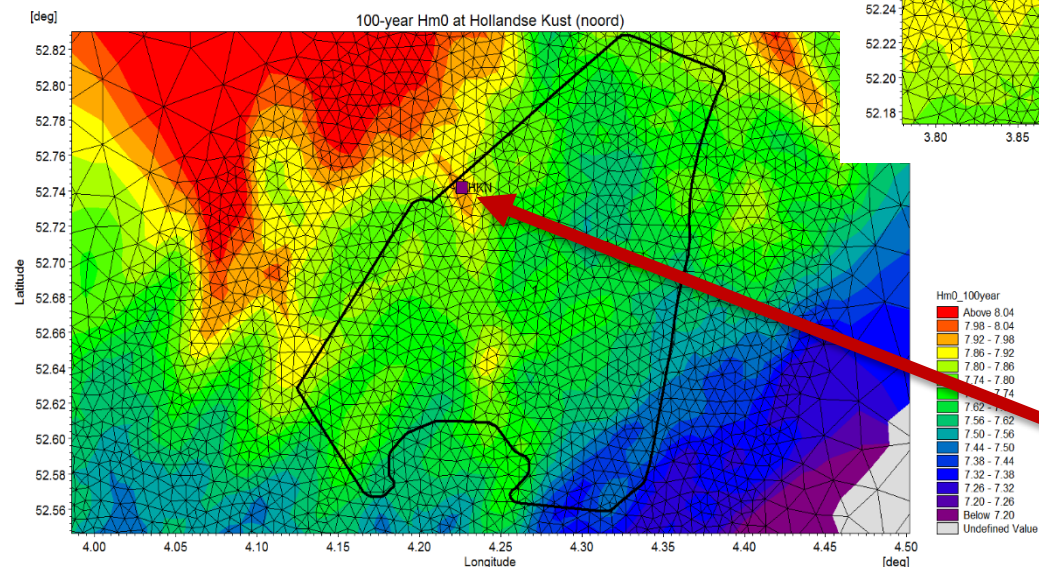 100-year Hm0 at Hollandse Kust (noord)
[deg]
52.82
52.80
52.78
52.76
52.74
52.72
52.70
52.68
52.66
52.64
52.62
52.60
52.58
52.56
Latitude
HKN
4.00 4.05 4.10 4.15 4.20 4.25 4.30 4.35 4.40 4.45 4.50
Longitude
[deg]
52.24
52.22
52.20
52.18
3.80 3.85
Hm0_100year
Above 8.04
7.98 - 8.04
7.92 - 7.98
7.86 - 7.92
7.80 - 7.86
7.74 - 7.80
7.74
7.62 - 7
7.56 - 7.62
7.50 - 7.56
7.44 - 7.50
7.38 - 7.44
7.32 - 7.38
7.26 - 7.32
7.20 - 7.26
Below 7.20
Undefined Value